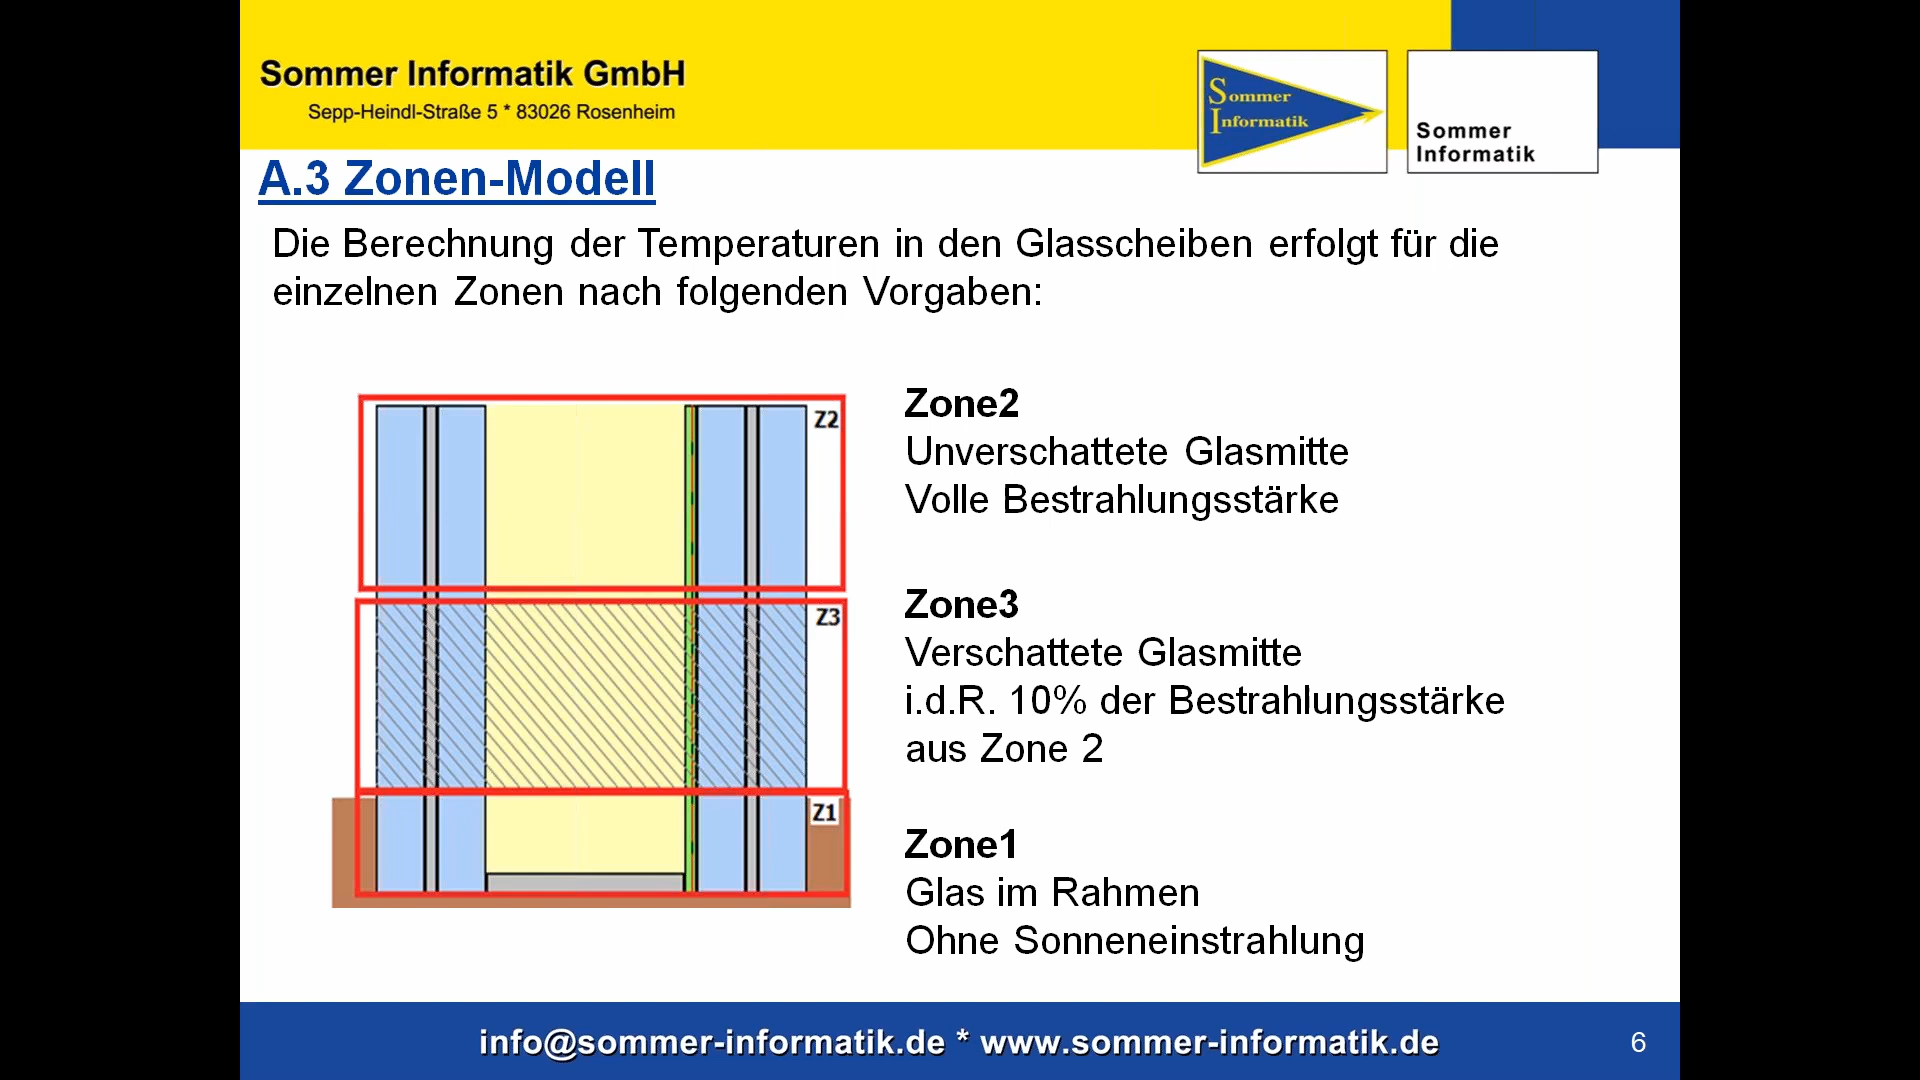 Sommer Informatik GmbH
Sepp-Heindl-Straße 5 * 83026 Rosenheim
Sommer
Informatik
Sommer
Informatik
A.3 Zonen-Modell
Die Berechnung der Temperaturen in den Glasscheiben erfolgt für die
einzelnen Zonen nach folgenden Vorgaben:
Z2
Z3
Z1
Zone2
Unverschattete Glasmitte
Volle Bestrahlungsstärke
Zone3
Verschattete Glasmitte
i.d.R. 10% der Bestrahlungsstärke
aus Zone 2
Zone1
Glas im Rahmen
Ohne Sonneneinstrahlung
info@sommer-informatik.de * www.sommer-informatik.de
6